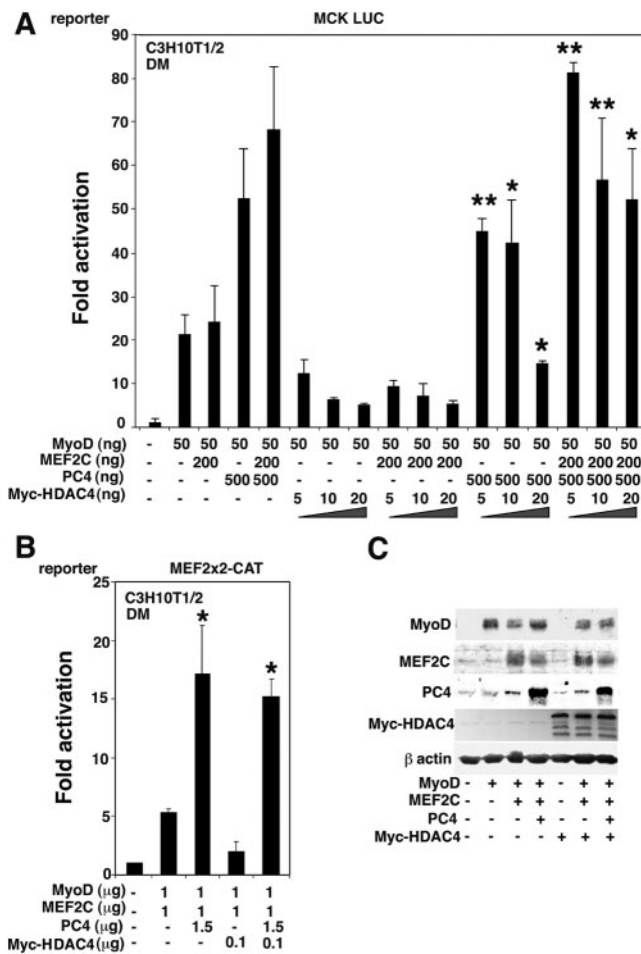 A
reporter MCK LUC
C3H10T1/2
DM
Fold activation
90
80
70
60
50
40
30
20
10
0
** * * ** ** *
MyoD (ng) - 50 50 50 50 50 50 50 50 50 50 50 50 50 50 50 50
MEF2C (ng) - - 200 - 200 - - - 200 200 200 - - - 200 200 200
PC4 (ng) - - - 500 500 - - - - - - 500 500 500 500 500 500
Myc-HDAC4 (ng) - - - - - 5 10 20 5 10 20 5 10 20 5 10 20
B
reporter MEF2x2-CAT
C3H10T1/2
DM
Fold activation
25
20
15
10
5
0
* *
MyoD (μg) - 1 1 1 1
MEF2C (μg) - 1 1 1 1
PC4 (μg) - - 1.5 - 1.5
Myc-HDAC4 (μg) - - - 0.1 0.1
C
MyoD
MEF2C
PC4
Myc-HDAC4
β actin
MyoD - + + + - + +
MEF2C - - + + - + +
PC4 - - - + - - +
Myc-HDAC4 - - - - + + +